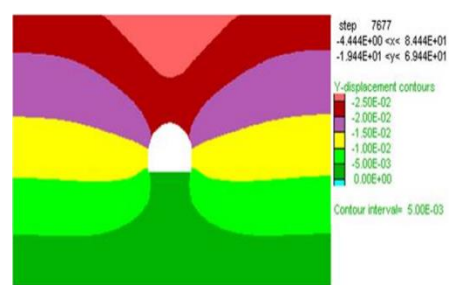 step 7677
-4.444E+00 <x< 8.444E+01
-1.944E+01 <y< 6.944E+01
Y-displacement contours
-2.50E-02
-2.00E-02
-1.50E-02
-1.00E-02
-5.00E-03
0.00E+00
Contour interval= 5.00E-03